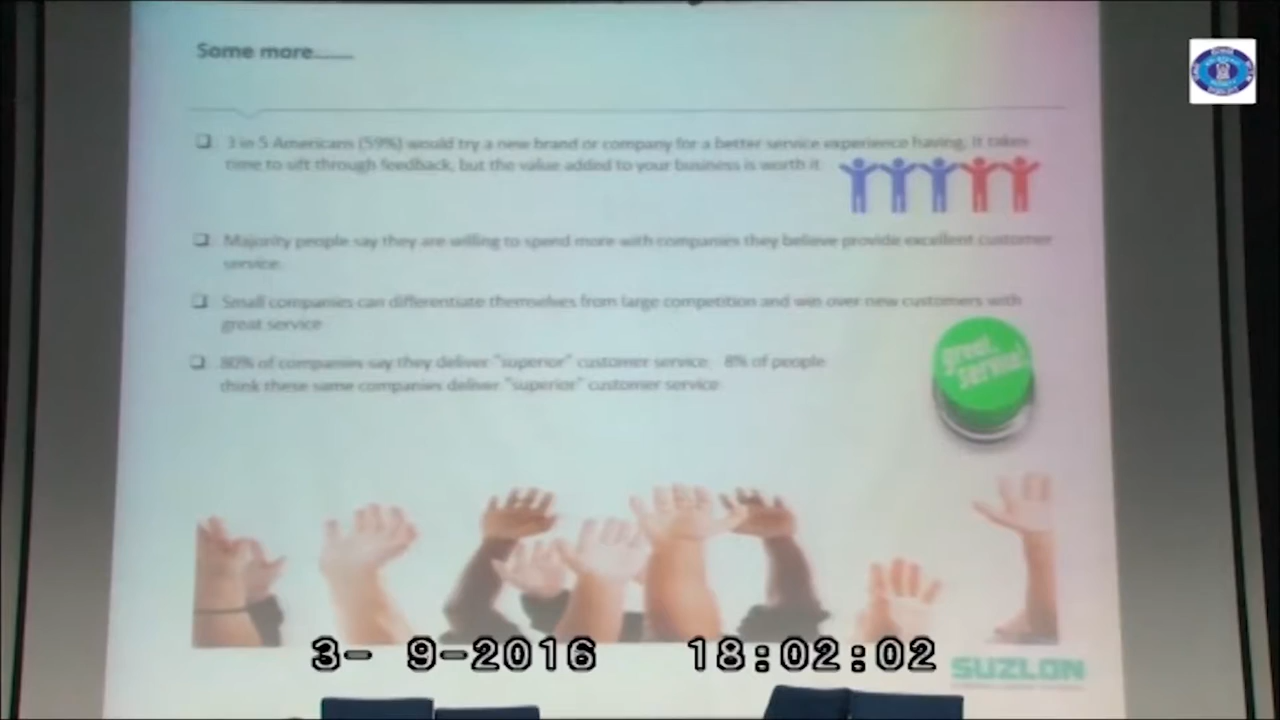 Some more.......
❑ 3 in 5 Americans (59%) would try a new brand or company for a better service experience having. It takes
time to sift through feedback, but the value added to your business is worth it
❑ Majority people say they are willing to spend more with companies they believe provide excellent customer
service.
❑ Small companies can differentiate themselves from large competition and win over new customers with
great service
❑ 80% of companies say they deliver "superior" customer service. 8% of people
think these same companies deliver "superior" customer service
great
service!
3- 9-2016 18:02:02
SUZLON